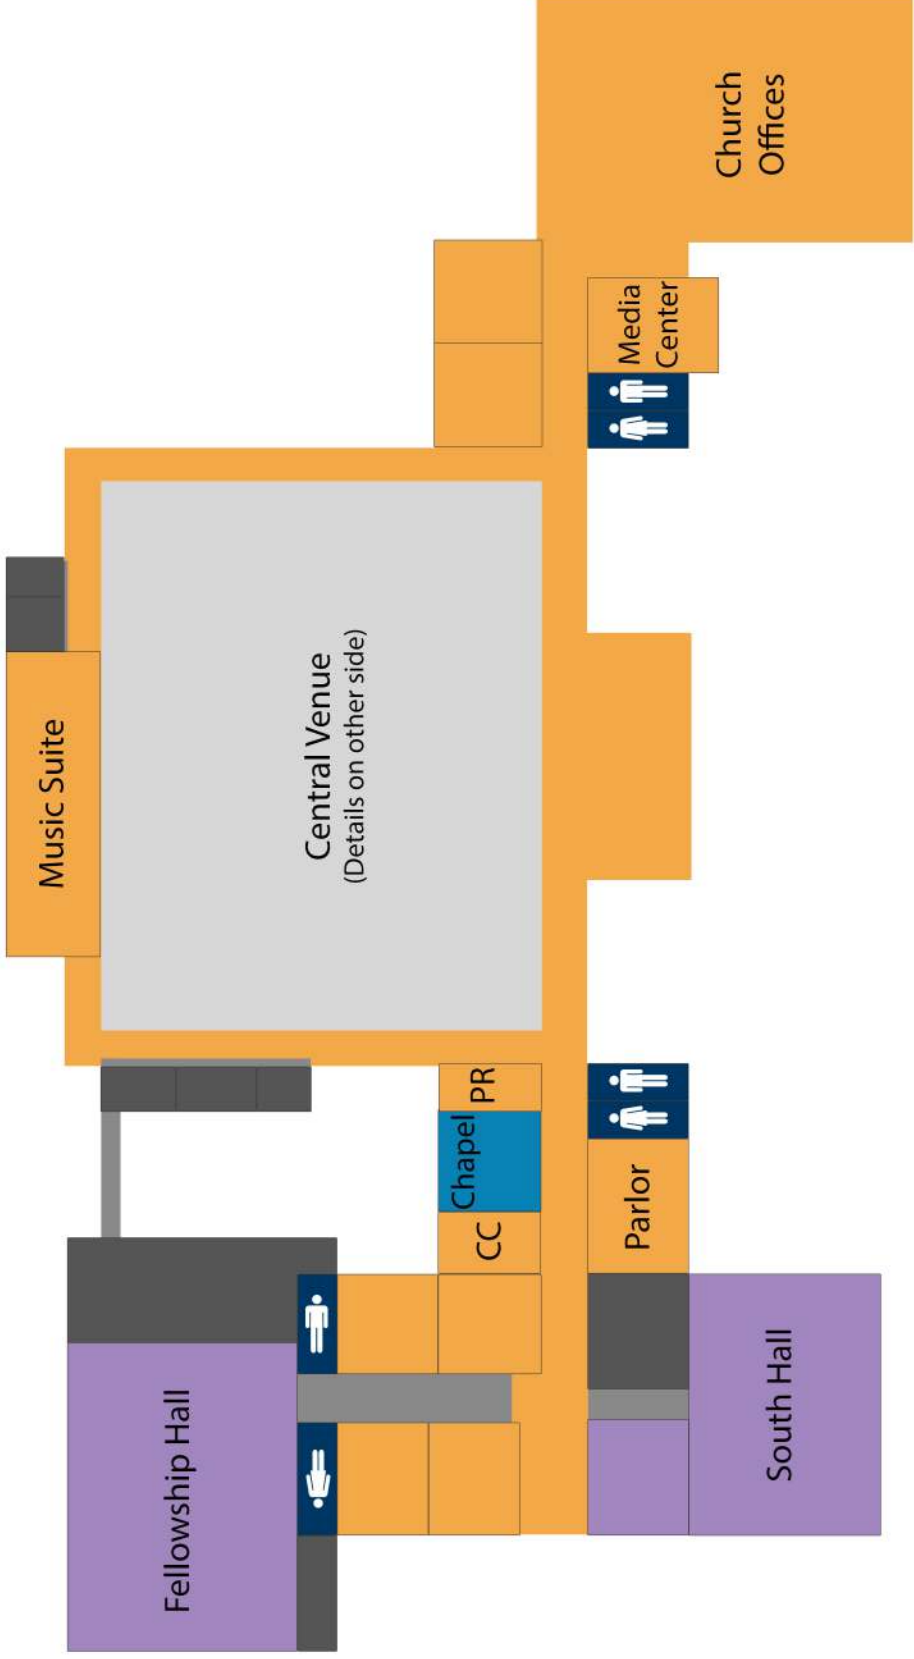 Church
Offices
Media
Center
Music Suite
Central Venue
(Details on other side)
PR
Chapel
CC
Parlor
Fellowship Hall
South Hall